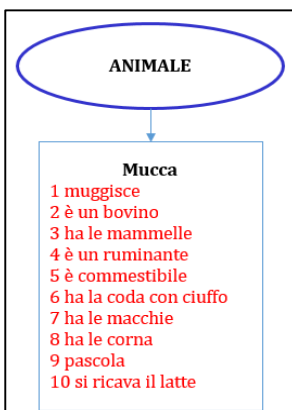 ANIMALE
Mucca
1 muggisce
2 è un bovino
3 ha le mammelle
4 è un ruminante
5 è commestibile
6 ha la coda con ciuffo
7 ha le macchie
8 ha le corna
9 pascola
10 si ricava il latte